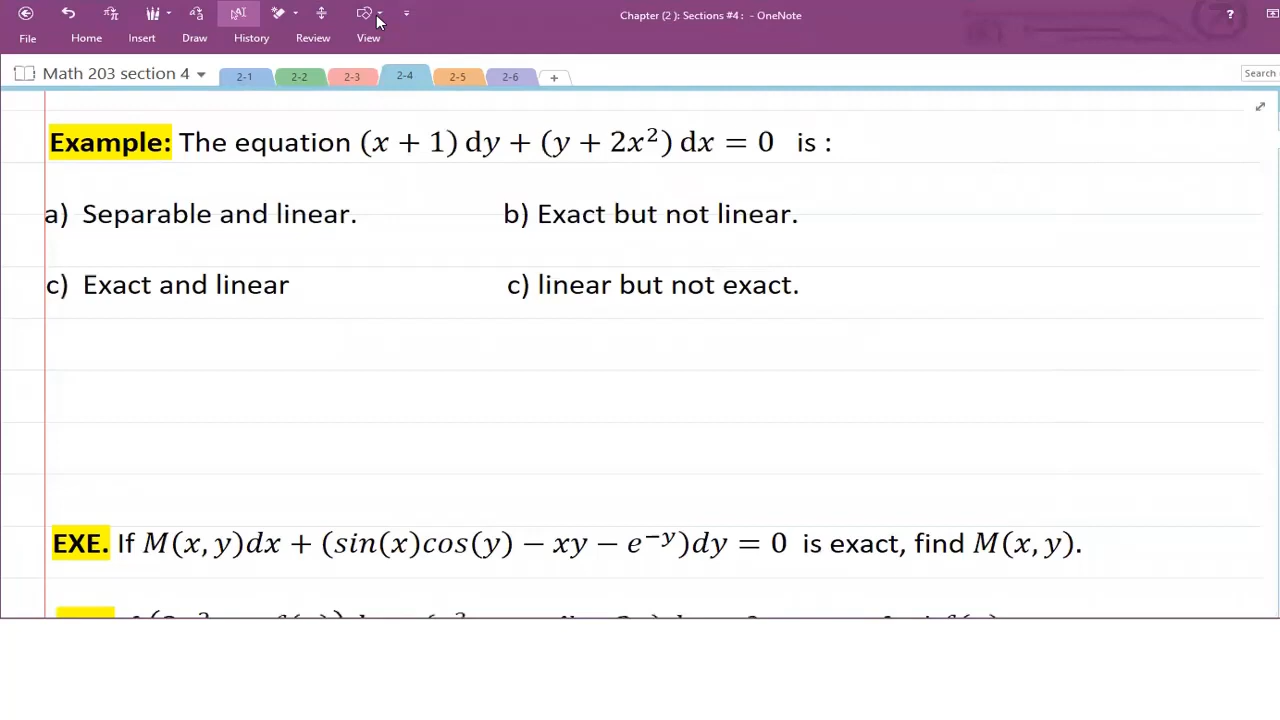 Chapter (2 ): Sections #4 : - OneNote
?
File Home Insert Draw History Review View
Math 203 section 4 2-1 2-2 2-3 2-4 2-5 2-6 + Search
Example: The equation (x + 1) dy + (y + 2x²) dx = 0 is :
a) Separable and linear. b) Exact but not linear.
c) Exact and linear c) linear but not exact.
EXE. If M(x, y)dx + (sin(x)cos(y) − xy − e^{−y})dy = 0 is exact, find M(x, y).